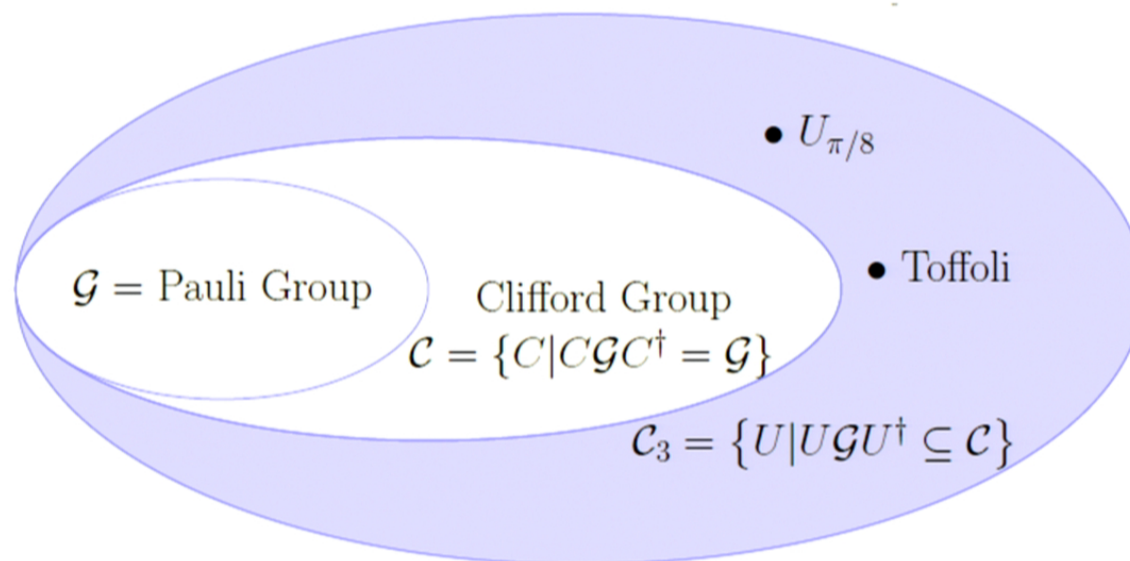 • U_{π/8}
• Toffoli
𝒢 = Pauli Group
Clifford Group
𝒞 = {C|C𝒢C† = 𝒢}
𝒞₃ = {U|U𝒢U† ⊆ 𝒞}